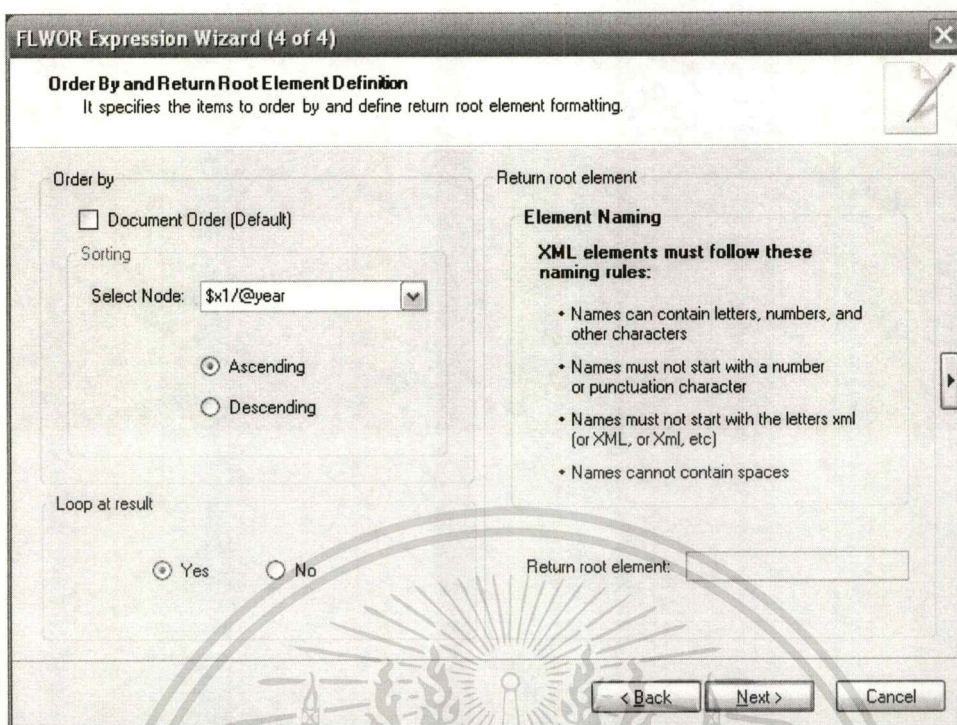 FLWOR Expression Wizard (4 of 4)
Order By and Return Root Element Definition
It specifies the items to order by and define return root element formatting.
Order by
Document Order (Default)
Sorting
Select Node: $x1/@year
Ascending
Descending
Loop at result
Yes No
Return root element
Element Naming
XML elements must follow these
naming rules:
• Names can contain letters, numbers, and
other characters
• Names must not start with a number
or punctuation character
• Names must not start with the letters xml
(or XML, or Xml, etc)
• Names cannot contain spaces
Return root element:
< Back Next > Cancel